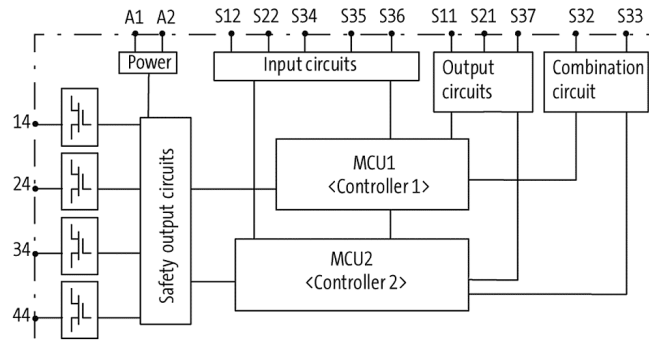 A1 A2 S12 S22 S34 S35 S36 S11 S21 S37 S32 S33
Power
Input circuits
Output
circuits
Combination
circuit
14
24
34
44
Safety output circuits
MCU1
<Controller 1>
MCU2
<Controller 2>